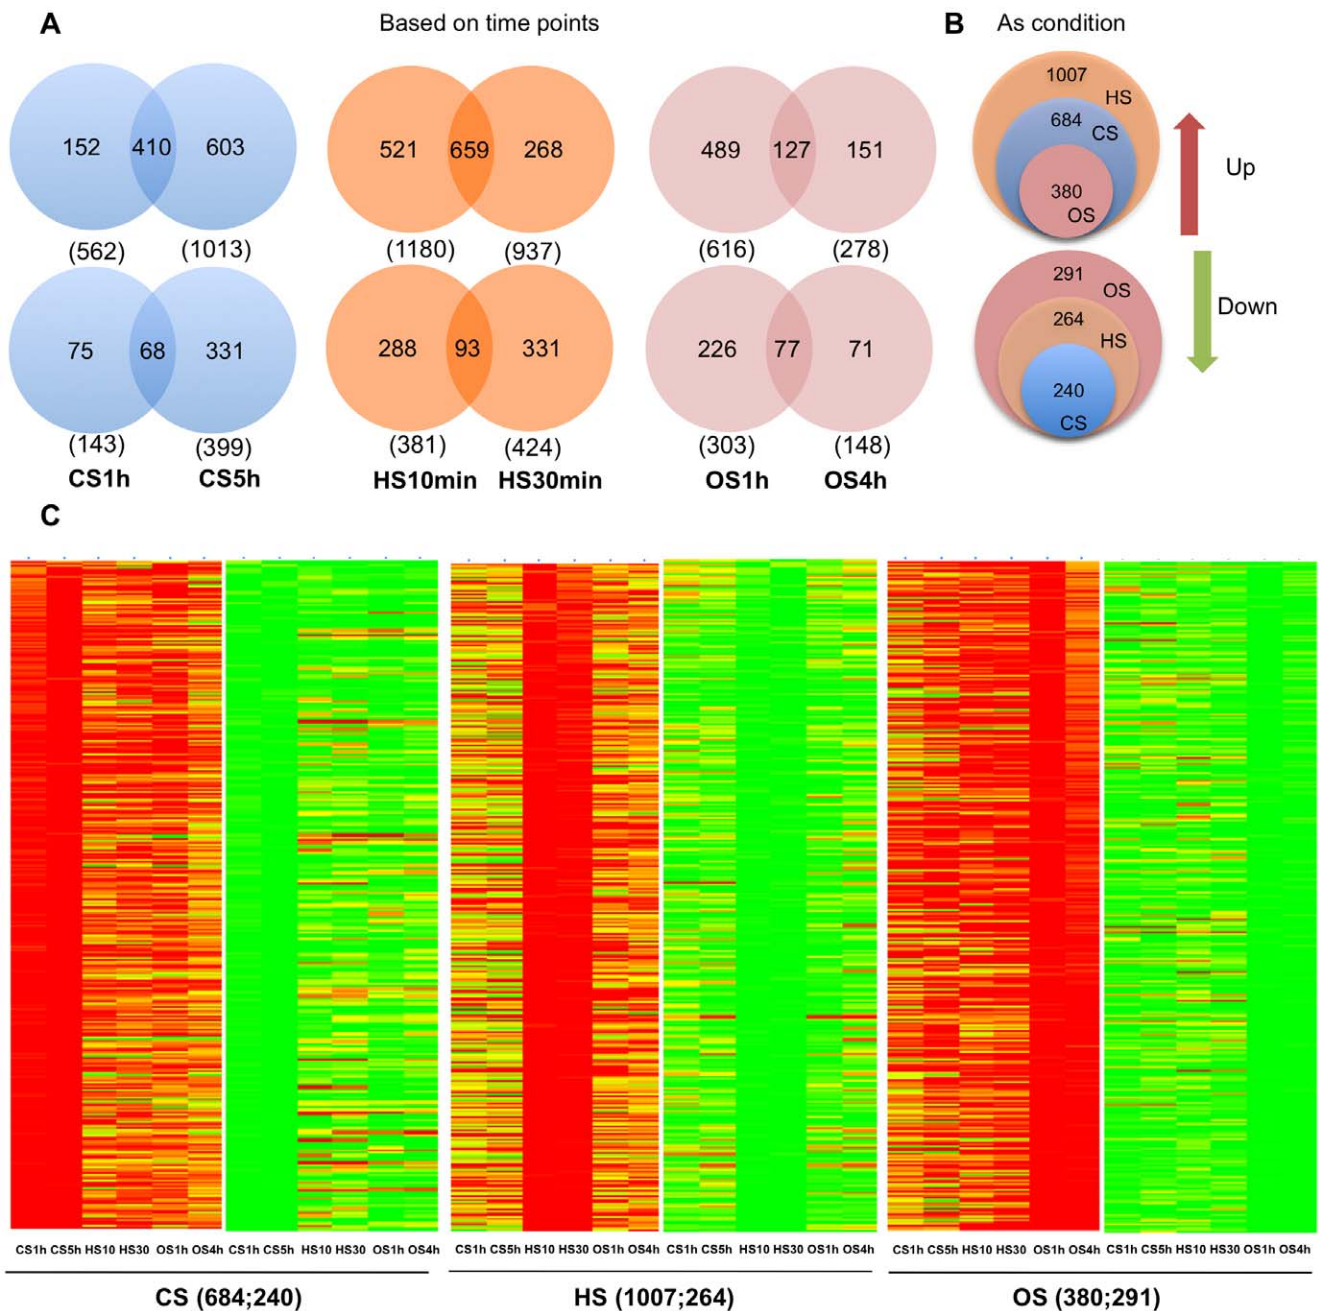 A Based on time points B As condition
152 410 603 521 659 268 489 127 151
(562) (1013) (1180) (937) (616) (278)
75 68 331 288 93 331 226 77 71
(143) (399) (381) (424) (303) (148)
CS1h CS5h HS10min HS30min OS1h OS4h
1007
HS
684
CS
380
OS
Up
291
OS
264
HS
240
CS
Down
C
CS1h CS5h HS10 HS30 OS1h OS4h CS1h CS5h HS10 HS30 OS1h OS4h CS1h CS5h HS10 HS30 OS1h OS4h CS1h CS5h HS10 HS30 OS1h OS4h CS1h CS5h HS10 HS30 OS1h OS4h CS1h CS5h HS10 HS30 OS1h OS4h
CS (684;240) HS (1007;264) OS (380;291)